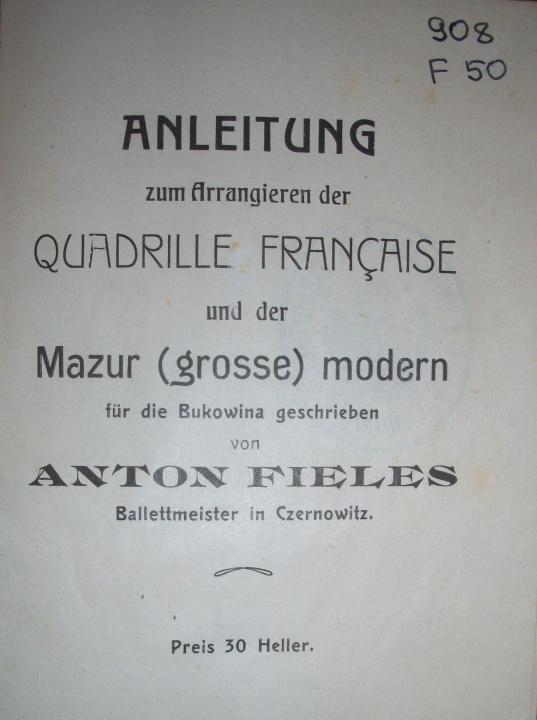 908
F 50
ANLEITUNG
zum Arrangieren der
QUADRILLE FRANÇAISE
und der
Mazur (grosse) modern
für die Bukowina geschrieben
von
ANTON FIELES
Ballettmeister in Czernowitz.
Preis 30 Heller.